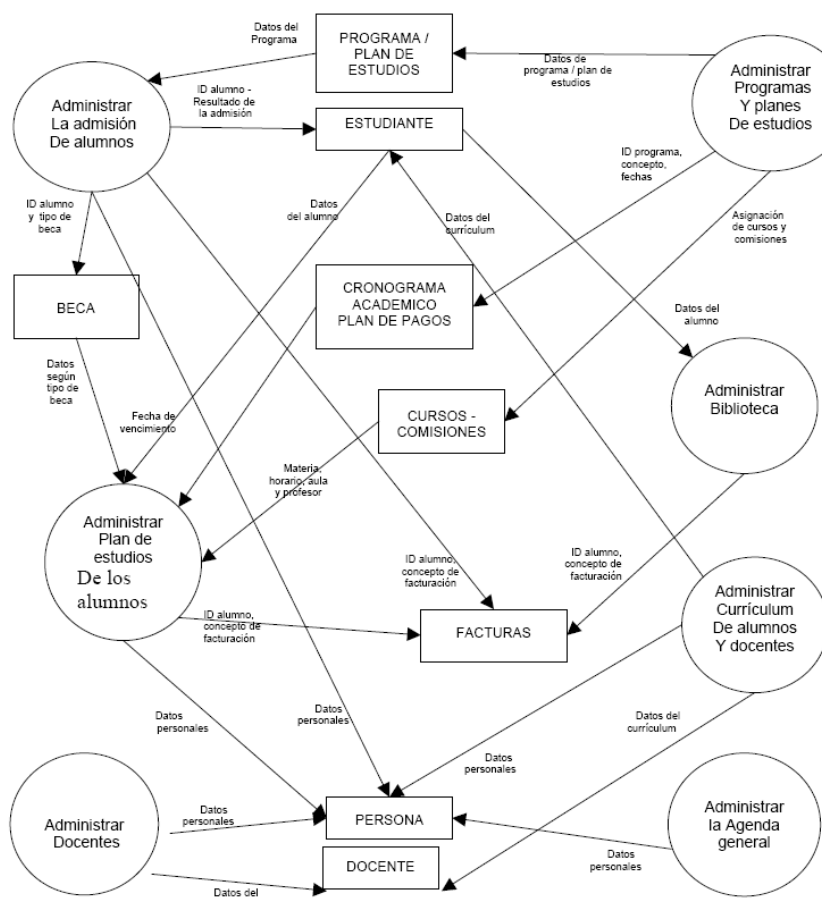 Datos del
Programa
PROGRAMA /
PLAN DE
ESTUDIOS
Datos de
programa / plan de
estudios
Administrar
Programas
Y planes
De estudios
Administrar
La admisión
De alumnos
ID alumno -
Resultado de
la admisión
ESTUDIANTE
ID programa,
concepto,
fechas
ID alumno
y tipo de
beca
Datos
del alumno
Datos del
currículum
Asignación
de cursos y
comisiones
BECA
CRONOGRAMA
ACADEMICO
PLAN DE PAGOS
Datos del
alumno
Datos
según
tipo de
beca
Administrar
Biblioteca
Fecha de
vencimiento
CURSOS -
COMISIONES
Materia,
horario, aula
y profesor
Administrar
Plan de
estudios
De los
alumnos
ID alumno,
concepto de
facturación
ID alumno,
concepto de
facturación
ID alumno,
concepto de
facturación
FACTURAS
Administrar
Currículum
De alumnos
Y docentes
Datos
personales
Datos
personales
Datos del
currículum
Datos
personales
Administrar
Docentes
Datos
personales
PERSONA
Administrar
la Agenda
general
Datos
personales
DOCENTE
Datos del